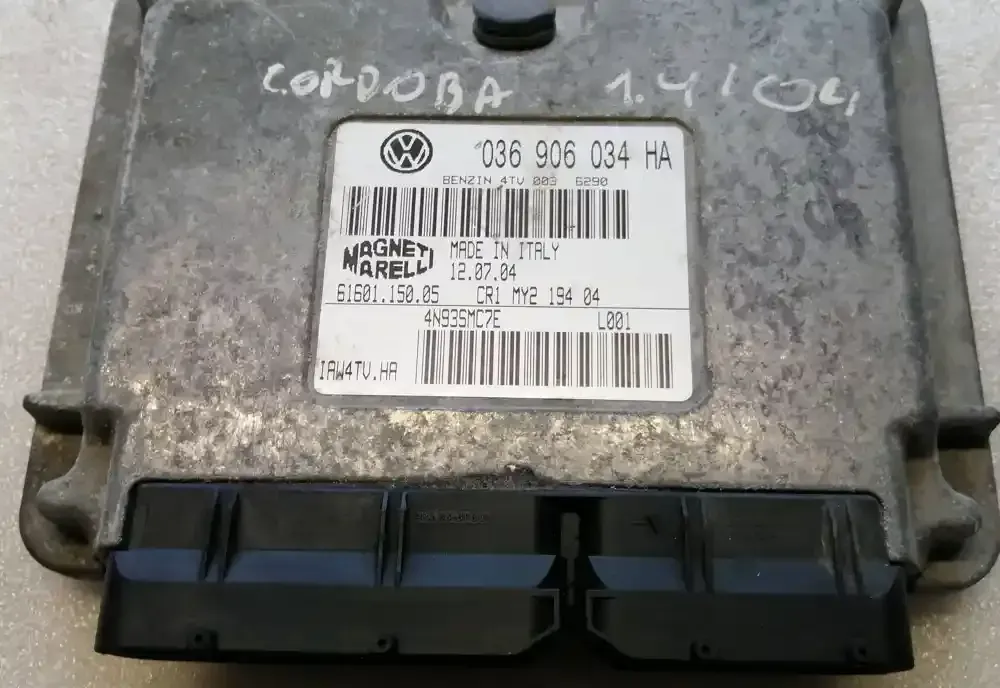 CORDOBA 1.4 / 04
036 906 034 HA
BENZIN 4TV 003 6290
MAGNETI MARELLI
MADE IN ITALY
12.07.04
61601.150.05 CR1 MY2 194 04
4N93SMC7E L001
IAW4TV.HA